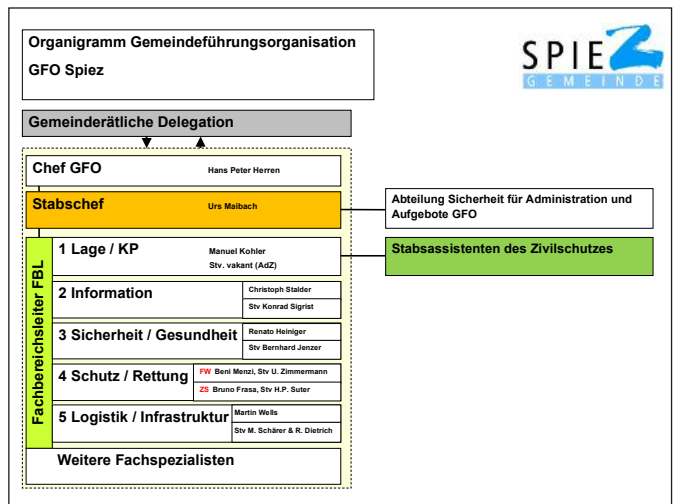 Organigramm Gemeindeführungsorganisation
GFO Spiez
SPIEZ
GEMEINDE
Gemeinderätliche Delegation
Chef GFO Hans Peter Herren
Stabschef Urs Maibach
Abteilung Sicherheit für Administration und
Aufgebote GFO
Fachbereichsleiter FBL
1 Lage / KP Manuel Kohler
Stv. vakant (AdZ)
Stabsassistenten des Zivilschutzes
2 Information Christoph Stalder
Stv Konrad Sigrist
3 Sicherheit / Gesundheit Renato Heiniger
Stv Bernhard Jenzer
4 Schutz / Rettung FW Beni Menzi, Stv U. Zimmermann
ZS Bruno Frasa, Stv H.P. Suter
5 Logistik / Infrastruktur Martin Wells
Stv M. Schärer & R. Dietrich
Weitere Fachspezialisten